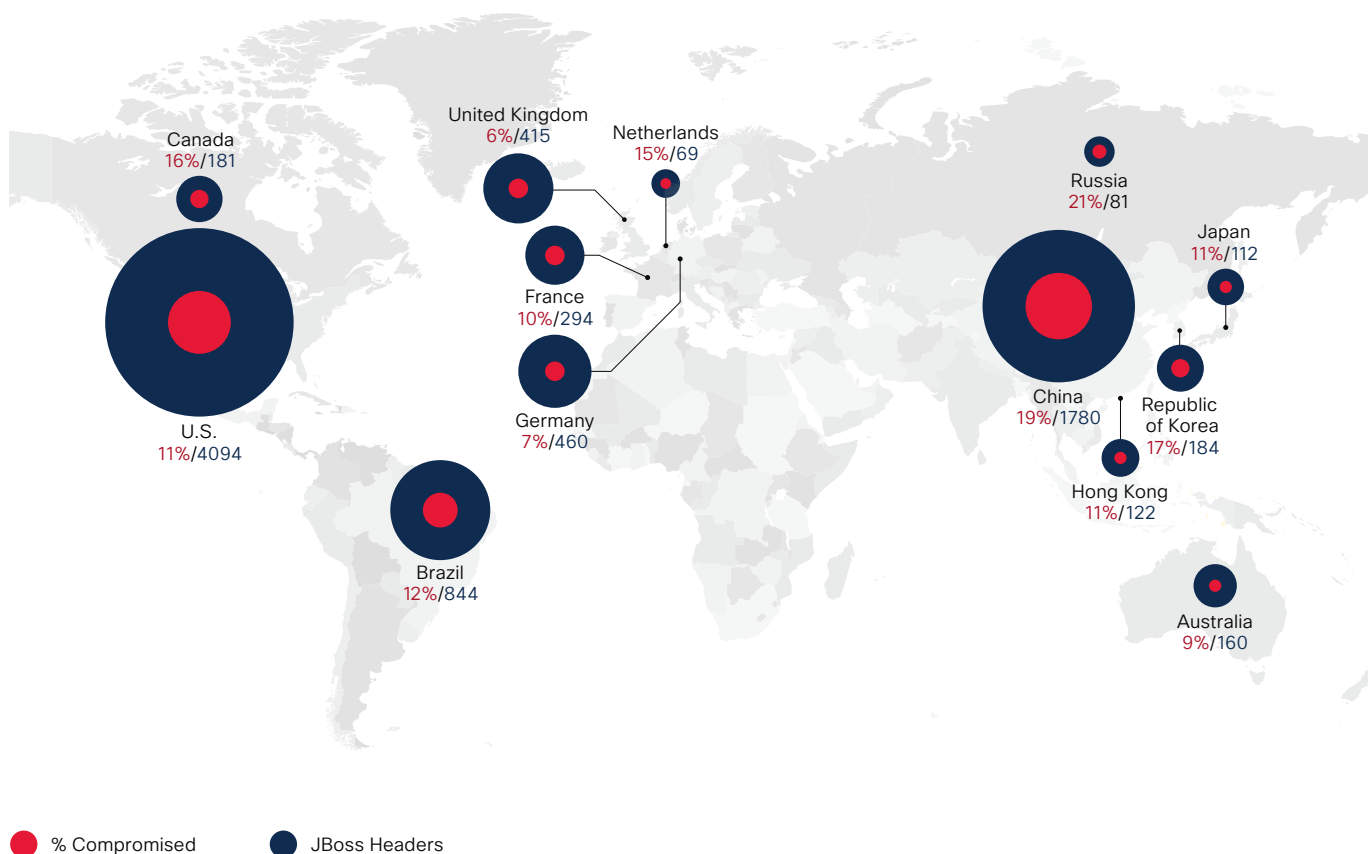 Canada
16%/181
United Kingdom
6%/415
Netherlands
15%/69
Russia
21%/81
Japan
11%/112
France
10%/294
Germany
7%/460
U.S.
11%/4094
China
19%/1780
Republic
of Korea
17%/184
Hong Kong
11%/122
Brazil
12%/844
Australia
9%/160
% Compromised
JBoss Headers